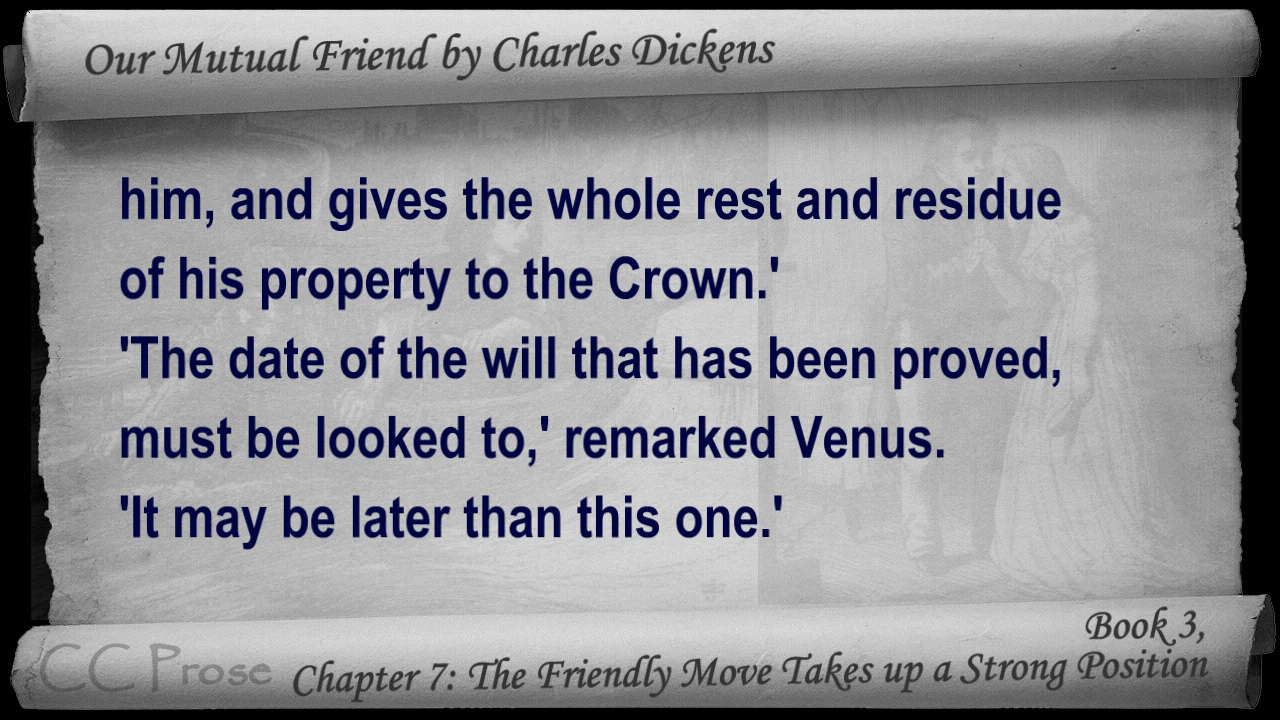 Our Mutual Friend by Charles Dickens
him, and gives the whole rest and residue
of his property to the Crown.'
'The date of the will that has been proved,
must be looked to,' remarked Venus.
'It may be later than this one.'
Book 3,
CC Prose
Chapter 7: The Friendly Move Takes up a Strong Position